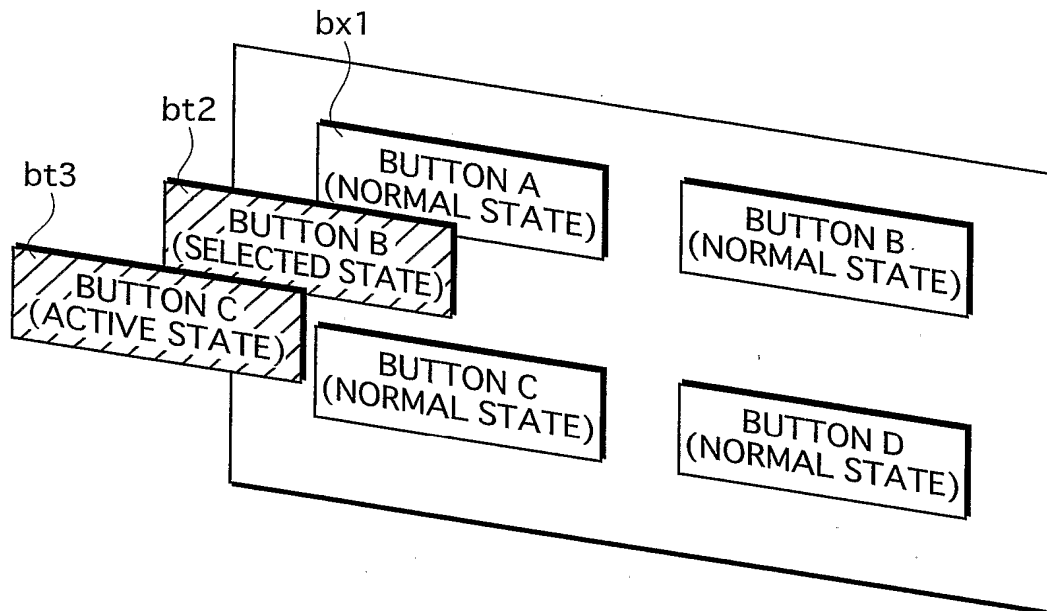 bx1
bt2
bt3
BUTTON A
(NORMAL STATE)
BUTTON B
(SELECTED STATE)
BUTTON B
(NORMAL STATE)
BUTTON C
(ACTIVE STATE)
BUTTON C
(NORMAL STATE)
BUTTON D
(NORMAL STATE)